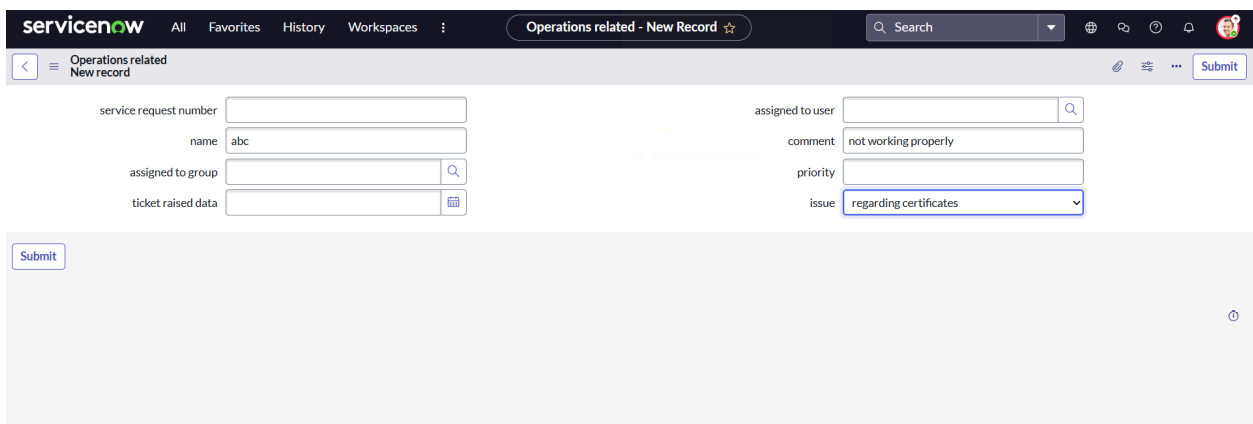 servicenow All Favorites History Workspaces Operations related - New Record Search
Operations related
New record
Submit
service request number
assigned to user
name abc
comment not working properly
assigned to group
priority
ticket raised data
issue regarding certificates
Submit